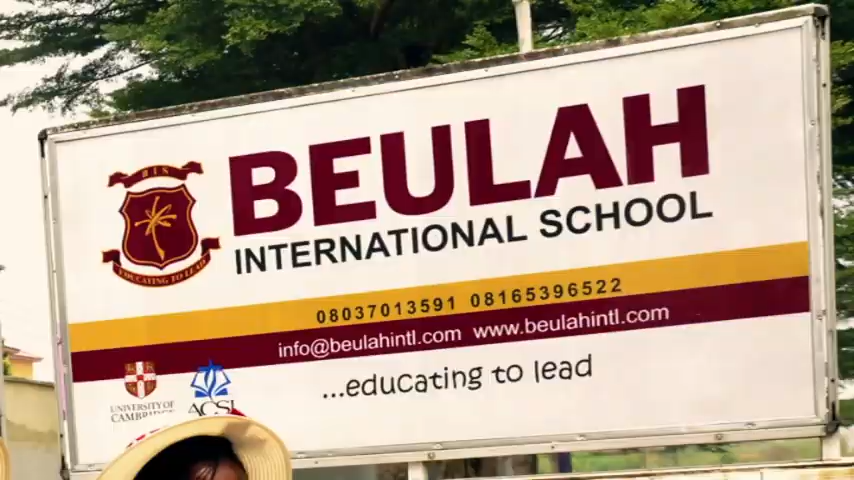 BIS
EDUCATING TO LEAD
BEULAH
INTERNATIONAL SCHOOL
08037013591 08165396522
info@beulahintl.com www.beulahintl.com
...educating to lead
UNIVERSITY OF
CAMBRIDGE
ACSI